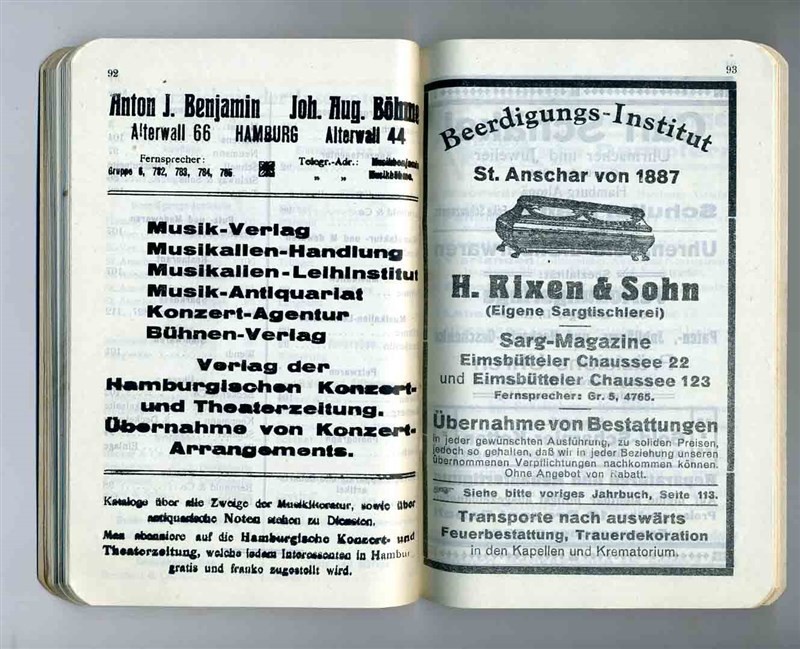 92
Anton J. Benjamin Joh. Aug. Böhme
Alterwall 66 HAMBURG Alterwall 44
Fernsprecher: Telegr.-Adr.: Musikbenjamin
Gruppe 6, 782, 783, 784, 785 „ „ Musikböhme.
Musik-Verlag
Musikalien-Handlung
Musikalien-Leihinstitut
Musik-Antiquariat
Konzert-Agentur
Bühnen-Verlag
Verlag der
Hamburgischen Konzert-
und Theaterzeitung.
Übernahme von Konzert-
Arrangements.
Kataloge über alle Zweige der Musikliteratur, sowie über
antiquarische Noten stehen zu Diensten.
Man abonniere auf die Hamburgische Konzert- und
Theaterzeitung, welche jedem Interessenten in Hambur
gratis und franko zugestellt wird.
93
Beerdigungs-Institut
St. Anschar von 1887
H. Rixen & Sohn
(Eigene Sargtischlerei)
Sarg-Magazine
Eimsbütteler Chaussee 22
und Eimsbütteler Chaussee 123
Fernsprecher: Gr. 5, 4765.
Übernahme von Bestattungen
in jeder gewünschten Ausführung, zu soliden Preisen,
jedoch so gehalten, daß wir in jeder Beziehung unseren
übernommenen Verpflichtungen nachkommen können.
Ohne Angebot von Rabatt.
Siehe bitte voriges Jahrbuch, Seite 113.
Transporte nach auswärts
Feuerbestattung, Trauerdekoration
in den Kapellen und Krematorium.